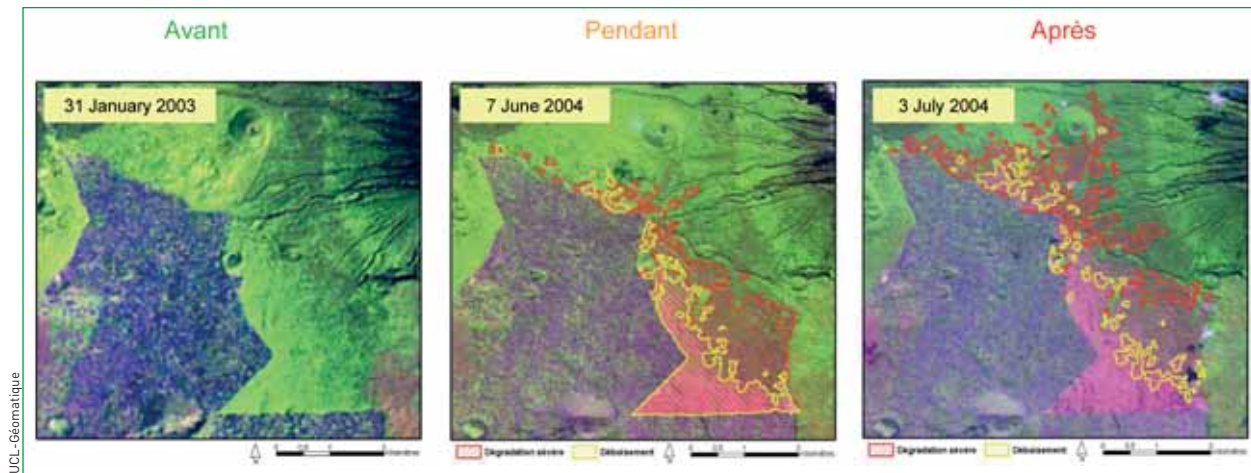 Avant
Pendant
Après
31 January 2003
7 June 2004
3 July 2004
Dégradation sévère
Déboisement
Dégradation sévère
Déboisement
UCL-Géomatique